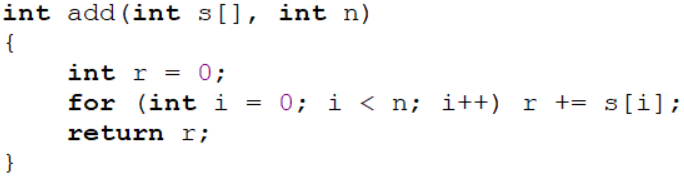 int add(int s[], int n)
{
    int r = 0;
    for (int i = 0; i < n; i++) r += s[i];
    return r;
}